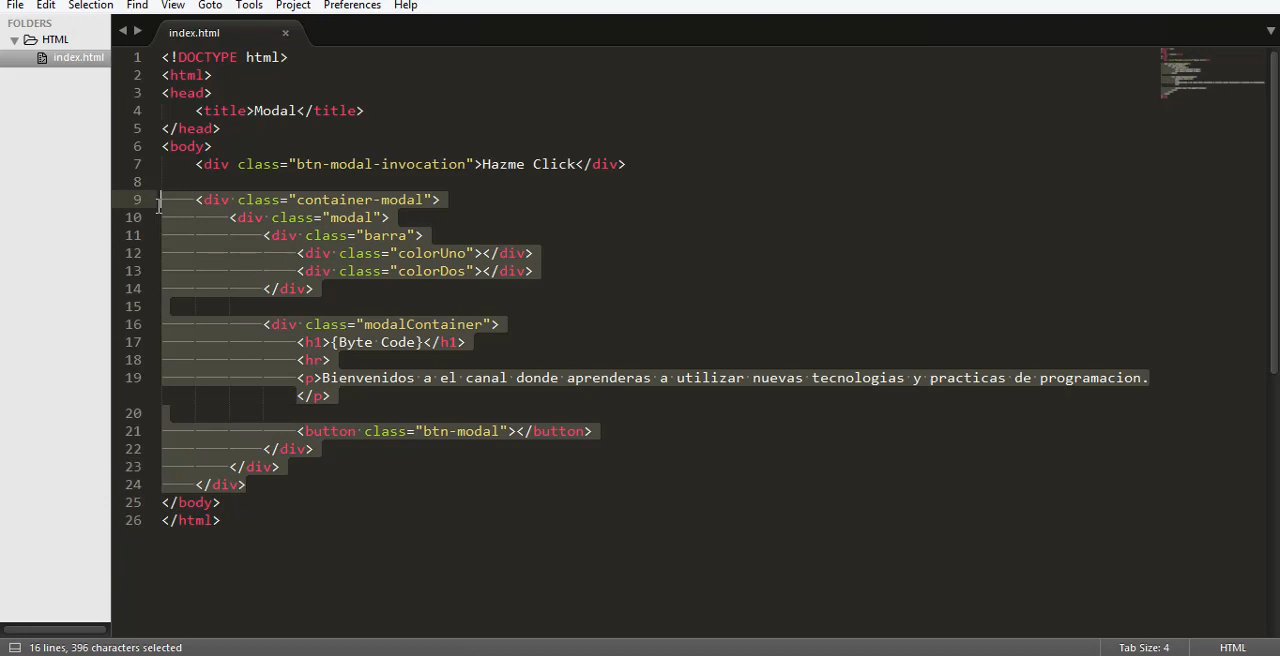 File Edit Selection Find View Goto Tools Project Preferences Help
FOLDERS
HTML
index.html
index.html ×
1 <!DOCTYPE html>
2 <html>
3 <head>
4 <title>Modal</title>
5 </head>
6 <body>
7 <div class="btn-modal-invocation">Hazme Click</div>
8
9 <div class="container-modal">
10 <div class="modal">
11 <div class="barra">
12 <div class="colorUno"></div>
13 <div class="colorDos"></div>
14 </div>
15
16 <div class="modalContainer">
17 <h1>{Byte Code}</h1>
18 <hr>
19 <p>Bienvenidos a el canal donde aprenderas a utilizar nuevas tecnologias y practicas de programacion.
</p>
20
21 <button class="btn-modal"></button>
22 </div>
23 </div>
24 </div>
25 </body>
26 </html>
16 lines, 396 characters selected Tab Size: 4 HTML